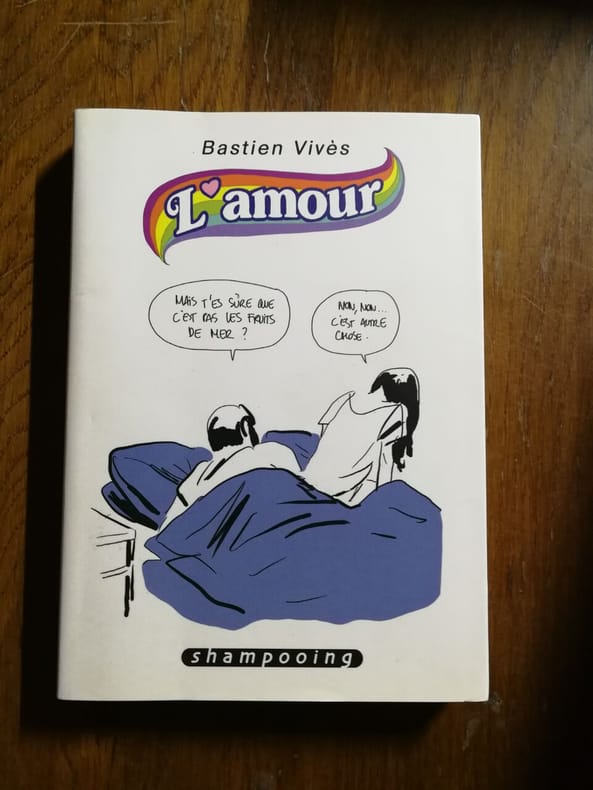 Bastien Vivès
L'amour
MAIS T'ES SÛRE QUE
C'EST PAS LES FRUITS
DE MER ?
NON, NON...
C'EST AUTRE
CHOSE.
shampooing